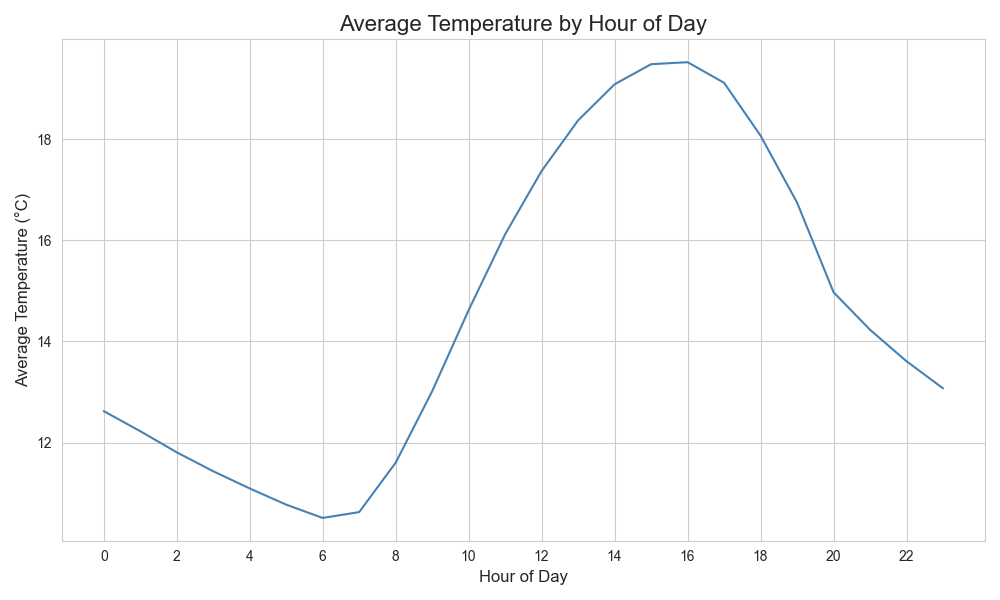 Average Temperature by Hour of Day
Average Temperature (°C)
18
16
14
12
0 2 4 6 8 10 12 14 16 18 20 22
Hour of Day